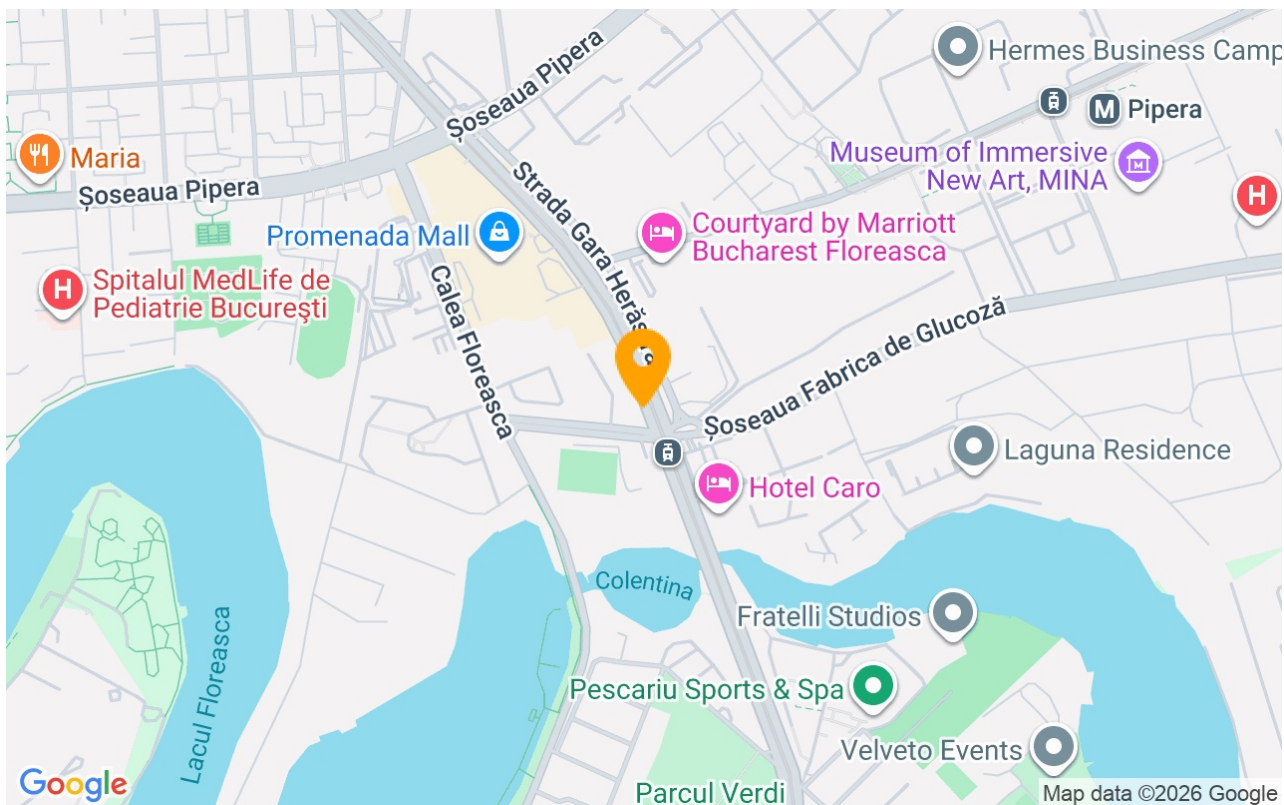 Șoseaua Pipera
Hermes Business Camp
M Pipera
Maria
Șoseaua Pipera
Museum of Immersive
New Art, MINA
H
Strada Gara Herăs
Promenada Mall
Courtyard by Marriott
Bucharest Floreasca
H
Spitalul MedLife de
Pediatrie București
Calea Floreasca
Șoseaua Fabrica de Glucoză
Laguna Residence
Hotel Caro
Colentina
Lacul Floreasca
Fratelli Studios
Pescariu Sports & Spa
Velveto Events
Parcul Verdi
Google
Map data ©2026 Google